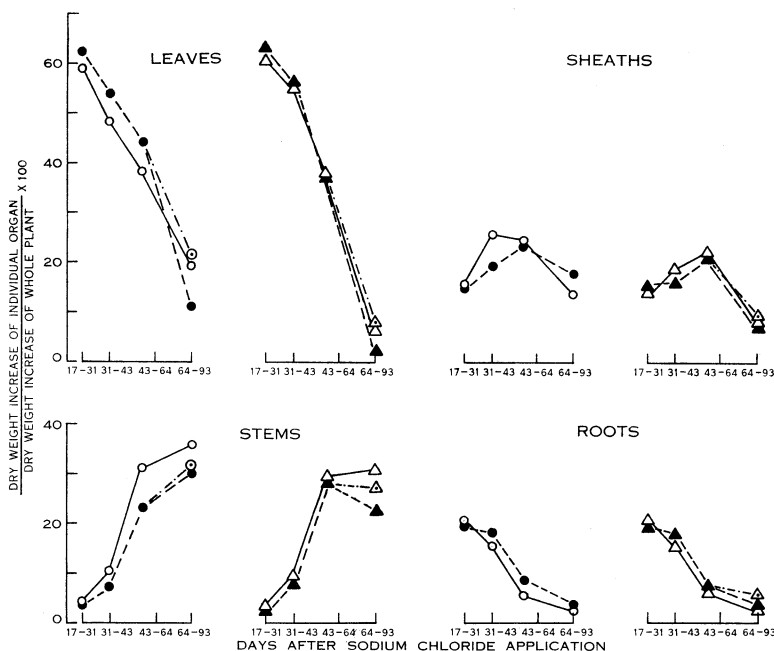 DRY WEIGHT INCREASE OF INDIVIDUAL ORGAN
DRY WEIGHT INCREASE OF WHOLE PLANT
X 100
LEAVES
SHEATHS
60
40
20
0
17-31 31-43 43-64 64-93
17-31 31-43 43-64 64-93
17-31 31-43 43-64 64-93
17-31 31-43 43-64 64-93
STEMS
ROOTS
40
20
0
17-31 31-43 43-64 64-93
17-31 31-43 43-64 64-93
17-31 31-43 43-64 64-93
17-31 31-43 43-64 64-93
DAYS AFTER SODIUM CHLORIDE APPLICATION